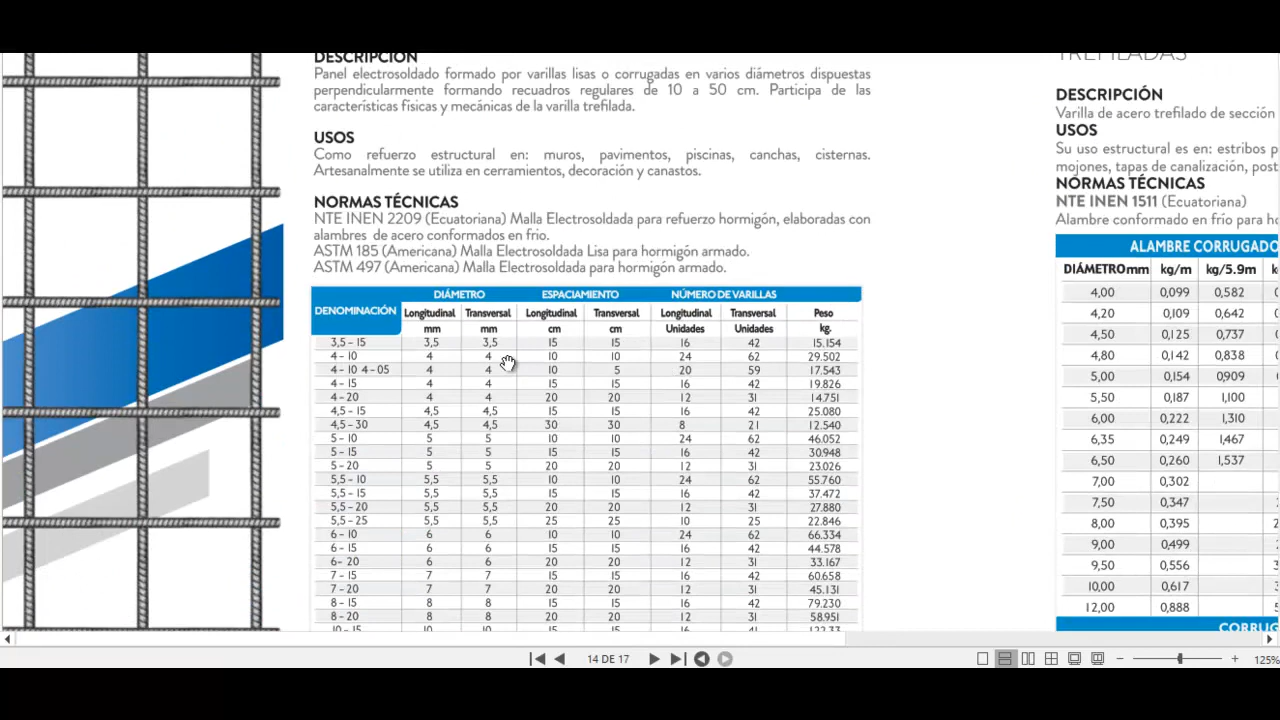 DESCRIPCIÓN
Panel electrosoldado formado por varillas lisas o corrugadas en varios diámetros dispuestas
perpendicularmente formando recuadros regulares de 10 a 50 cm. Participa de las
características físicas y mecánicas de la varilla trefilada.
USOS
Como refuerzo estructural en: muros, pavimentos, piscinas, canchas, cisternas.
Artesanalmente se utiliza en cerramientos, decoración y canastos.
NORMAS TÉCNICAS
NTE INEN 2209 (Ecuatoriana) Malla Electrosoldada para refuerzo hormigón, elaboradas con
alambres de acero conformados en frio.
ASTM 185 (Americana) Malla Electrosoldada Lisa para hormigón armado.
ASTM 497 (Americana) Malla Electrosoldada para hormigón armado.
DIÁMETRO ESPACIAMIENTO NÚMERO DE VARILLAS
DENOMINACIÓN Longitudinal Transversal Longitudinal Transversal Longitudinal Transversal Peso
mm mm cm cm Unidades Unidades kg.
3,5 – 15 3,5 3,5 15 15 16 42 15.154
4 – 10 4 4 10 10 24 62 29.502
4 – 10 4 – 05 4 4 10 5 20 59 17.543
4 – 15 4 4 15 15 16 42 19.826
4 – 20 4 4 20 20 12 31 14.751
4,5 – 15 4,5 4,5 15 15 16 42 25.080
4,5 – 30 4,5 4,5 30 30 8 21 12.540
5 – 10 5 5 10 10 24 62 46.052
5 – 15 5 5 15 15 16 42 30.948
5 – 20 5 5 20 20 12 31 23.026
5,5 – 10 5,5 5,5 10 10 24 62 55.760
5,5 – 15 5,5 5,5 15 15 16 42 37.472
5,5 – 20 5,5 5,5 20 20 12 31 27.880
5,5 – 25 5,5 5,5 25 25 10 25 22.846
6 – 10 6 6 10 10 24 62 66.334
6 – 15 6 6 15 15 16 42 44.578
6– 20 6 6 20 20 12 31 33.167
7 – 15 7 7 15 15 16 42 60.658
7 – 20 7 7 20 20 12 31 45.131
8 – 15 8 8 15 15 16 42 79.230
8 – 20 8 8 20 20 12 31 58.951
10 – 15 10 10 15 15 16 41 122.33
TREFILADAS
DESCRIPCIÓN
Varilla de acero trefilado de sección
USOS
Su uso estructural es en: estribos p
mojones, tapas de canalización, post
NORMAS TÉCNICAS
NTE INEN 1511 (Ecuatoriana)
Alambre conformado en frío para ho
ALAMBRE CORRUGADO
DIÁMETRO mm kg/m kg/5.9m
4,00 0,099 0,582
4,20 0,109 0,642
4,50 0,125 0,737
4,80 0,142 0,838
5,00 0,154 0,909
5,50 0,187 1,100
6,00 0,222 1,310
6,35 0,249 1,467
6,50 0,260 1,537
7,00 0,302
7,50 0,347
8,00 0,395
9,00 0,499
9,50 0,556
10,00 0,617
12,00 0,888
CORRUG
14 DE 17
125%